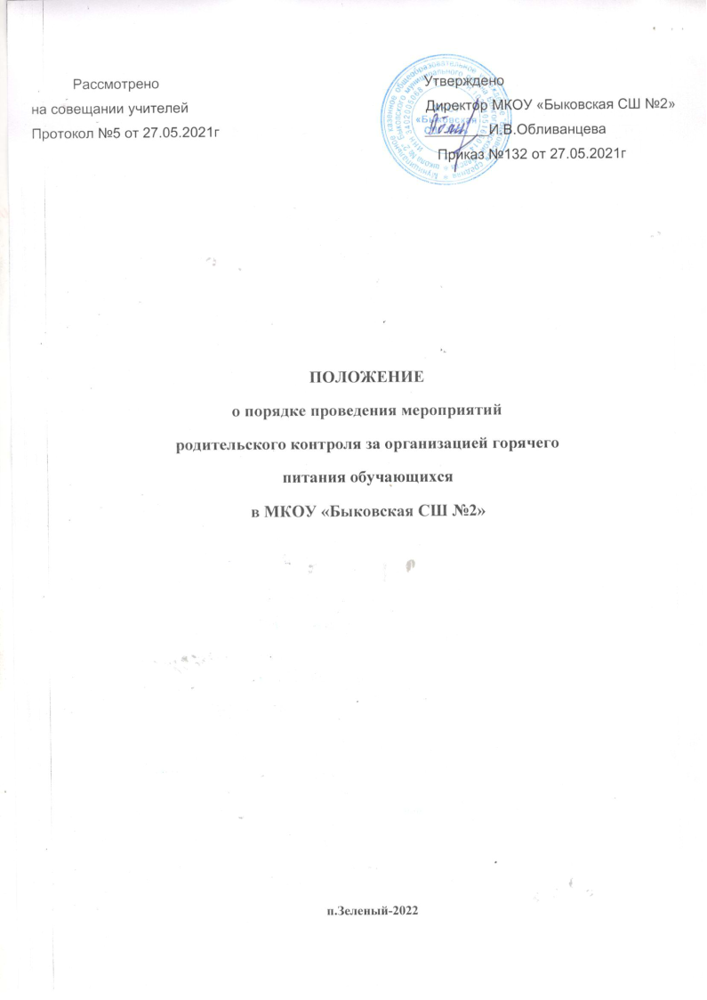 Рассмотрено
на совещании учителей
Протокол №5 от 27.05.2021г
Утверждено
Директор МКОУ «Быковская СШ №2»
И.В.Обливанцева
Приказ №132 от 27.05.2021г
«Быковская
ПОЛОЖЕНИЕ
о порядке проведения мероприятий
родительского контроля за организацией горячего
питания обучающихся
в МКОУ «Быковская СШ №2»
п.Зеленый-2022